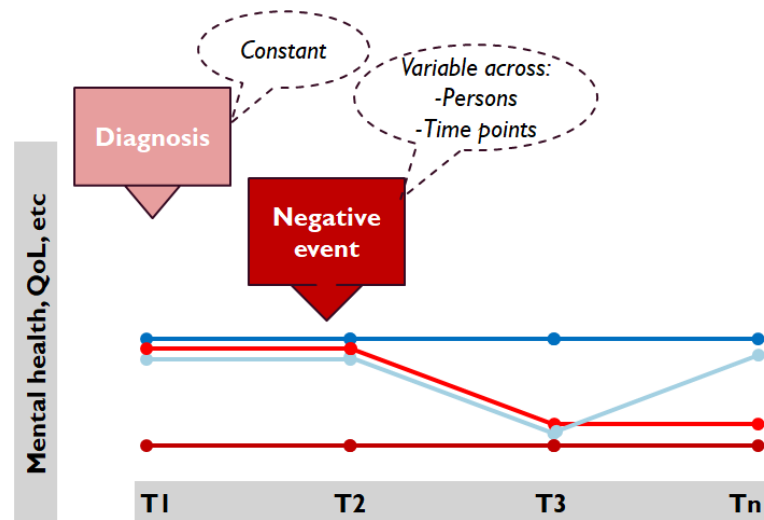 Constant
Variable across:
-Persons
-Time points
Diagnosis
Negative
event
Mental health, QoL, etc
T1
T2
T3
Tn